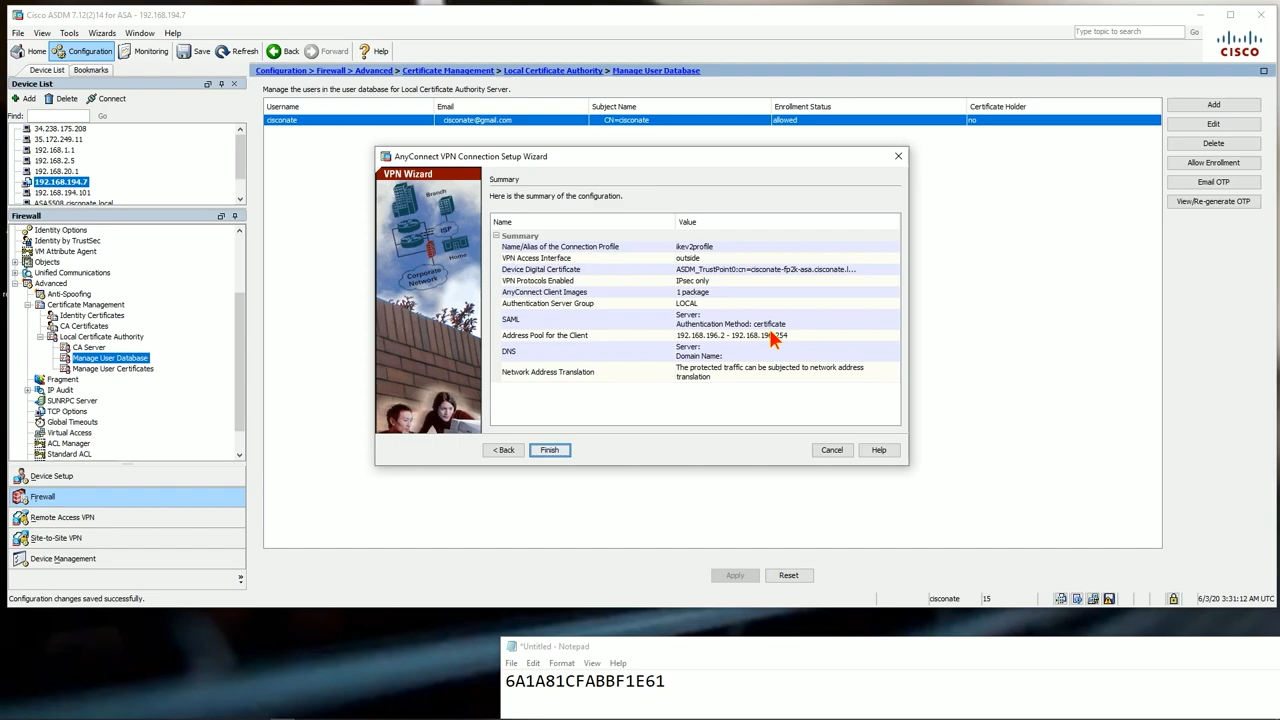 Cisco ASDM 7.12(2)14 for ASA - 192.168.194.7
File View Tools Wizards Window Help
Type topic to search Go
Home Configuration Monitoring Save Refresh Back Forward Help
CISCO
Device List Bookmarks
Device List
Add Delete Connect
Find: Go
34.238.175.208
35.172.249.11
192.168.1.1
192.168.2.5
192.168.20.1
192.168.194.7
192.168.194.101
ASA5508.cisconate.local
Firewall
Identity Options
Identity by TrustSec
VM Attribute Agent
Objects
Unified Communications
Advanced
Anti-Spoofing
Certificate Management
Identity Certificates
CA Certificates
Local Certificate Authority
CA Server
Manage User Database
Manage User Certificates
Fragment
IP Audit
SUNRPC Server
TCP Options
Global Timeouts
Virtual Access
ACL Manager
Standard ACL
Device Setup
Firewall
Remote Access VPN
Site-to-Site VPN
Device Management
Configuration > Firewall > Advanced > Certificate Management > Local Certificate Authority > Manage User Database
Manage the users in the user database for Local Certificate Authority Server.
Username Email Subject Name Enrollment Status Certificate Holder
cisconate cisconate@gmail.com CN=cisconate allowed no
Add
Edit
Delete
Allow Enrollment
Email OTP
View/Re-generate OTP
AnyConnect VPN Connection Setup Wizard
VPN Wizard
Branch
ISP
Home
Corporate
Network
Summary
Here is the summary of the configuration.
Name Value
Summary
Name/Alias of the Connection Profile ikev2profile
VPN Access Interface outside
Device Digital Certificate ASDM_TrustPoint0:cn=cisconate-fp2k-asa.cisconate.l...
VPN Protocols Enabled IPsec only
AnyConnect Client Images 1 package
Authentication Server Group LOCAL
SAML Server:
Authentication Method: certificate
Address Pool for the Client 192.168.196.2 - 192.168.196.254
DNS Server:
Domain Name:
Network Address Translation The protected traffic can be subjected to network address
translation
< Back Finish Cancel Help
Apply Reset
Configuration changes saved successfully. cisconate 15 6/3/20 3:31:12 AM UTC
*Untitled - Notepad
File Edit Format View Help
6A1A81CFABBF1E61